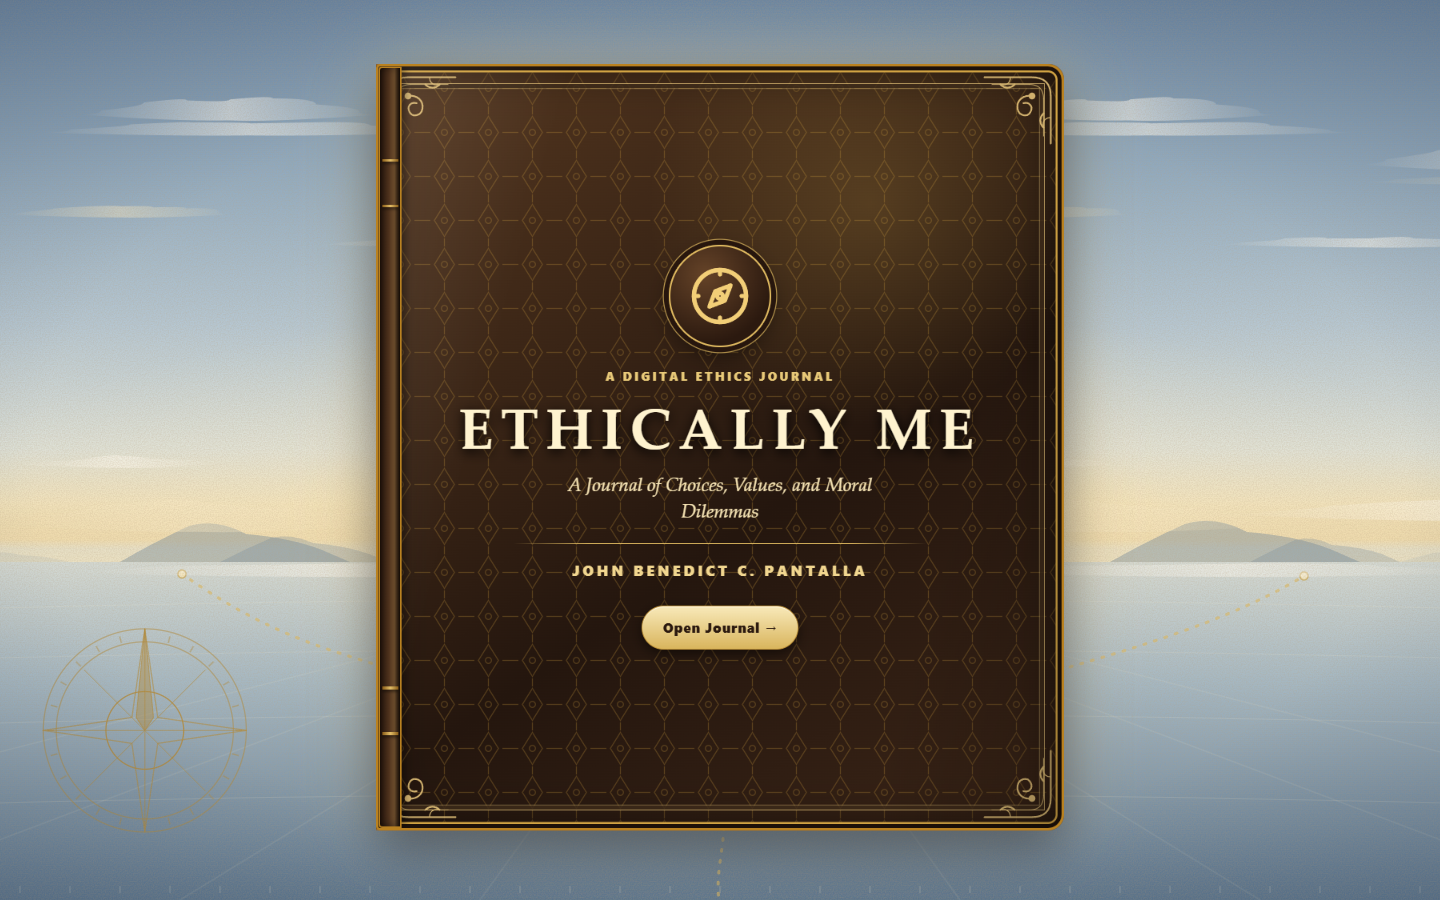 A DIGITAL ETHICS JOURNAL
ETHICALLY ME
A Journal of Choices, Values, and Moral
Dilemmas
JOHN BENEDICT C. PANTALLA
Open Journal →